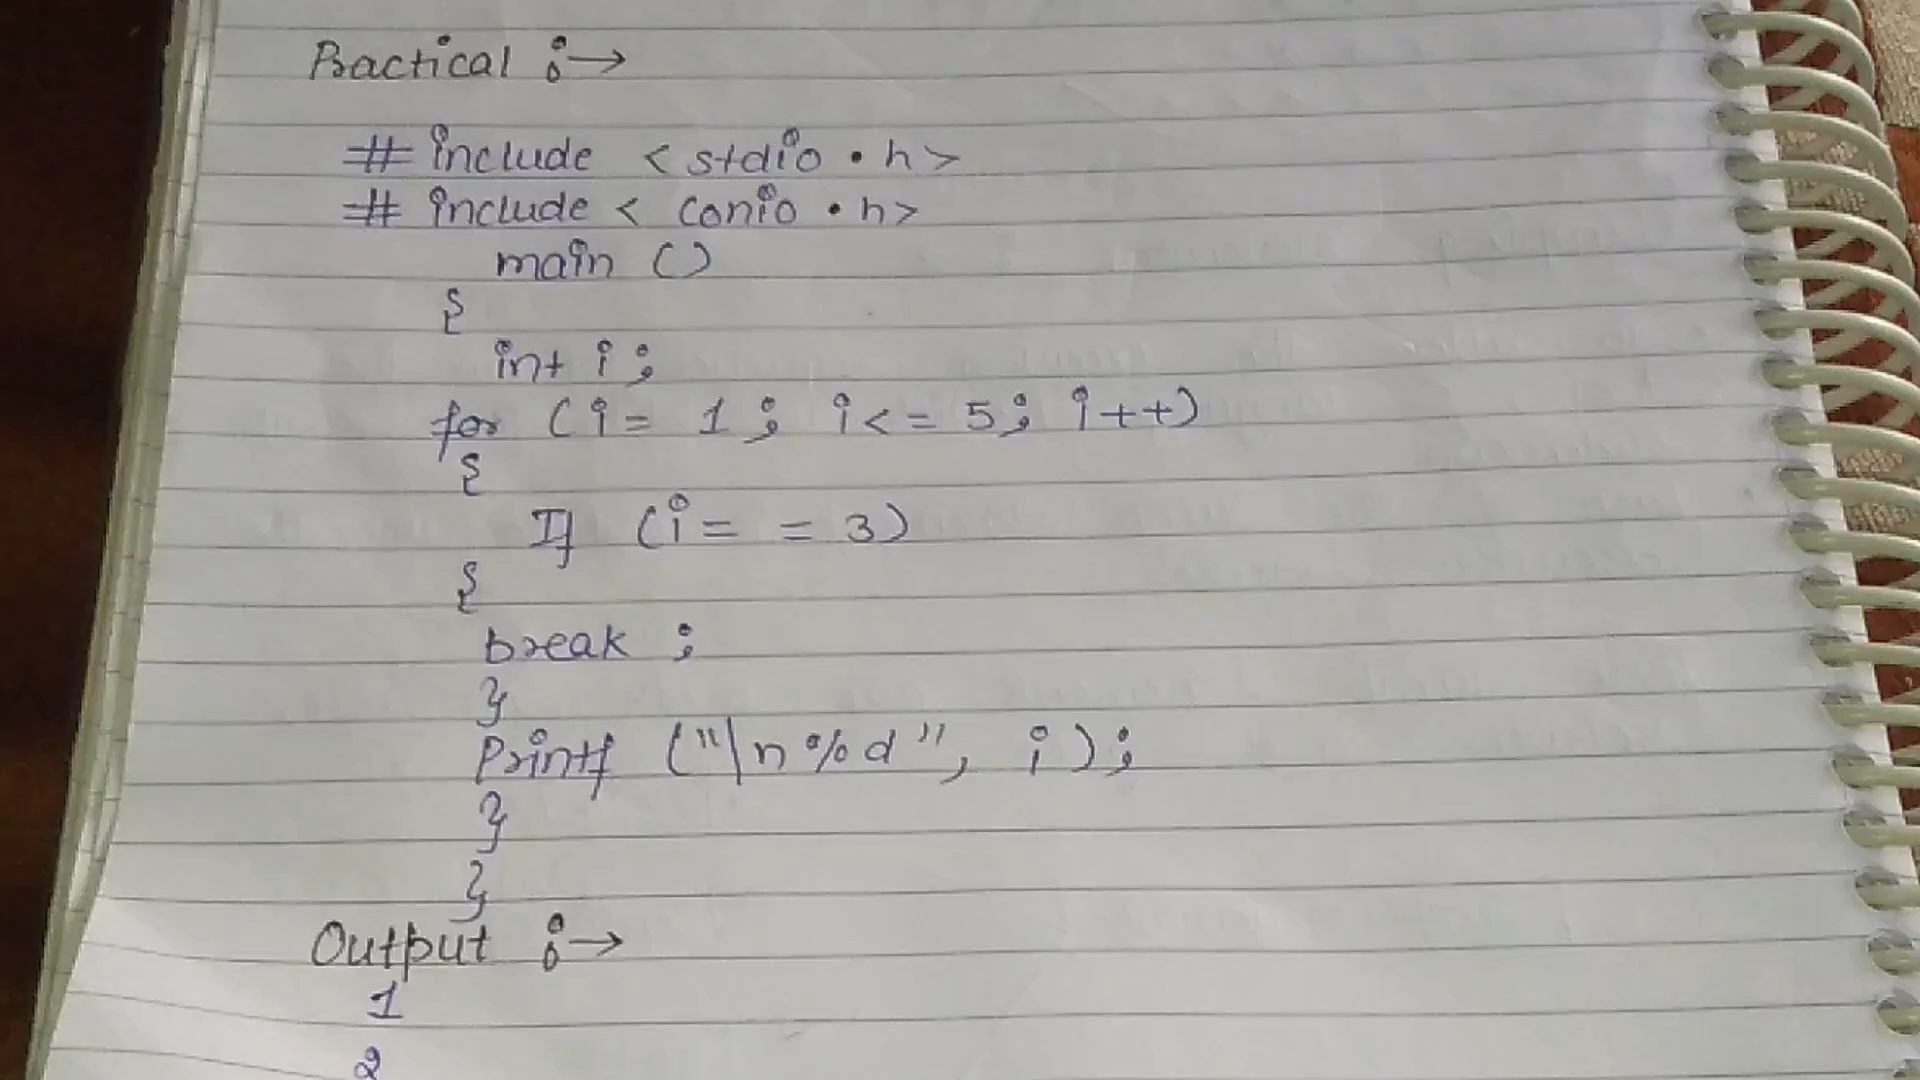 Practical :→
# include <stdio.h>
# include < conio.h>
main ()
{
int i ;
for (i = 1 ; i <= 5 ; i++)
{
If (i = = 3)
{
break ;
}
Printf ("\n%d", i) ;
}
}
Output :→
1
2